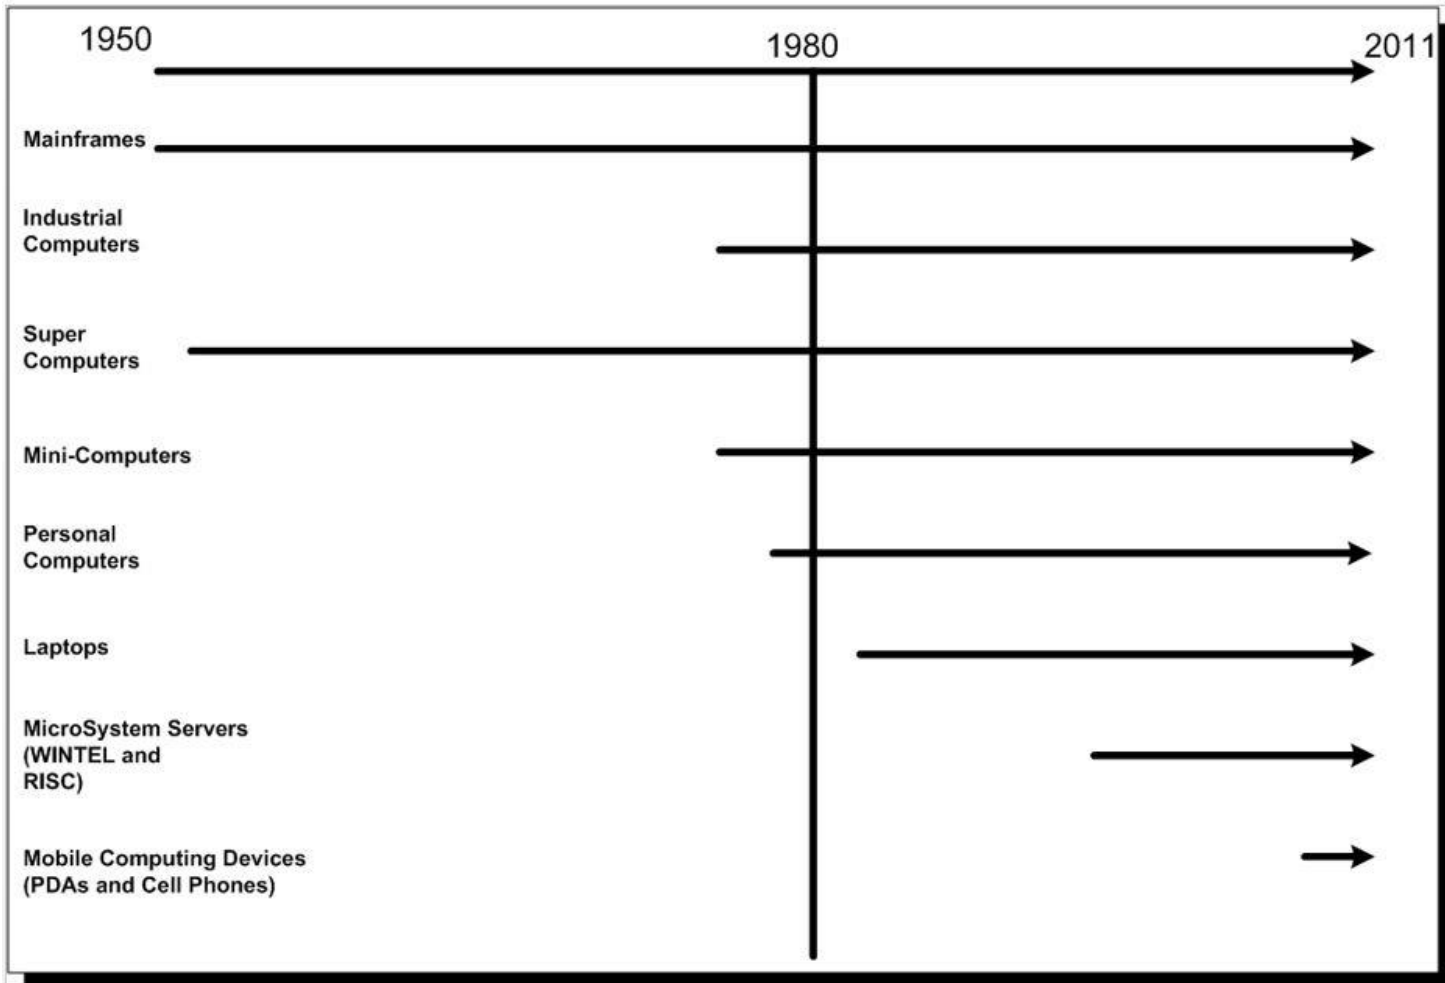 1950
1980
2011
Mainframes
Industrial
Computers
Super
Computers
Mini-Computers
Personal
Computers
Laptops
MicroSystem Servers
(WINTEL and
RISC)
Mobile Computing Devices
(PDAs and Cell Phones)